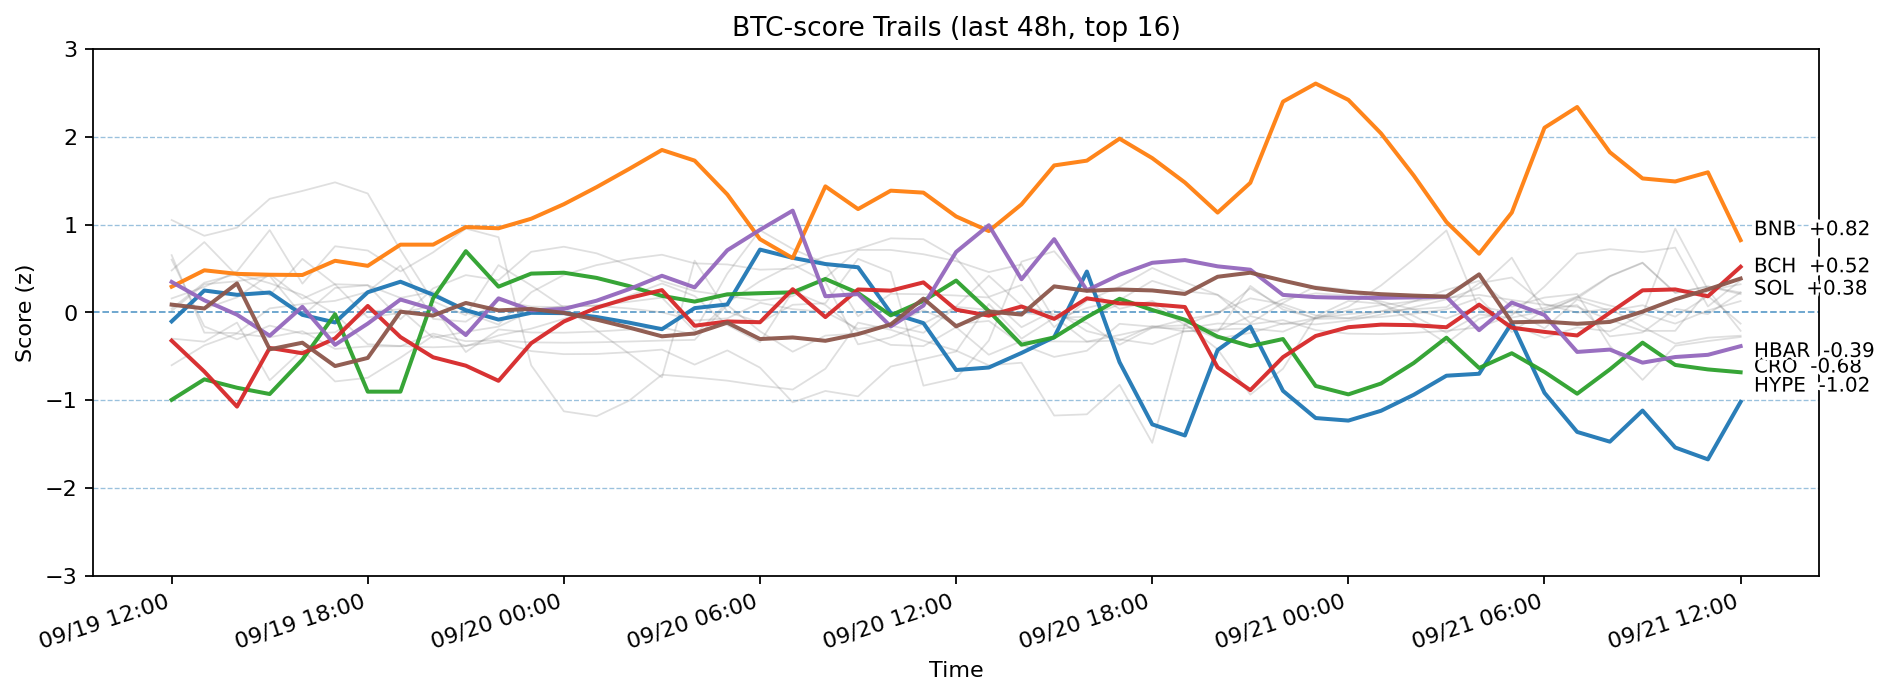 BTC-score Trails (last 48h, top 16)
Score (z)
3
2
1
0
−1
−2
−3
BNB +0.82
BCH +0.52
SOL +0.38
HBAR -0.39
CRO -0.68
HYPE -1.02
09/19 12:00
09/19 18:00
09/20 00:00
09/20 06:00
09/20 12:00
09/20 18:00
09/21 00:00
09/21 06:00
09/21 12:00
Time